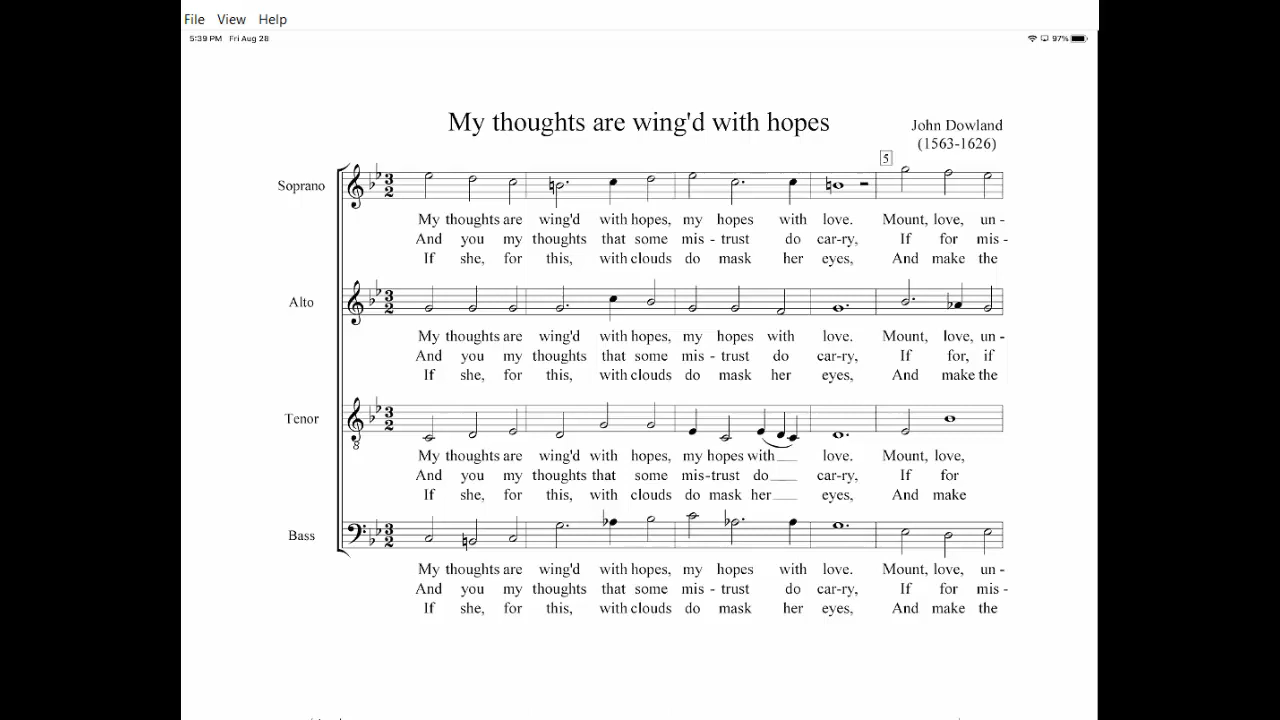 File View Help
5:39 PM Fri Aug 28
97%
My thoughts are wing'd with hopes
John Dowland
(1563-1626)
5
Soprano
3
2
My thoughts are wing'd with hopes, my hopes with love. Mount, love, un -
And you my thoughts that some mis - trust do car-ry, If for mis -
If she, for this, with clouds do mask her eyes, And make the
Alto
3
2
My thoughts are wing'd with hopes, my hopes with love. Mount, love, un -
And you my thoughts that some mis - trust do car-ry, If for, if
If she, for this, with clouds do mask her eyes, And make the
Tenor
3
2
8
My thoughts are wing'd with hopes, my hopes with love. Mount, love,
And you my thoughts that some mis-trust do car-ry, If for
If she, for this, with clouds do mask her eyes, And make
Bass
3
2
My thoughts are wing'd with hopes, my hopes with love. Mount, love, un -
And you my thoughts that some mis - trust do car-ry, If for mis -
If she, for this, with clouds do mask her eyes, And make the